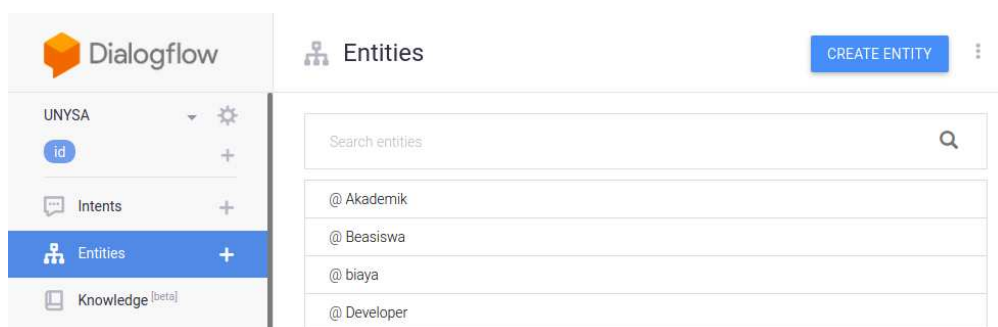 Dialogflow
UNYSA
id
Intents
Entities
Knowledge [beta]
Entities
CREATE ENTITY
Search entities
@ Akademik
@ Beasiswa
@ biaya
@ Developer